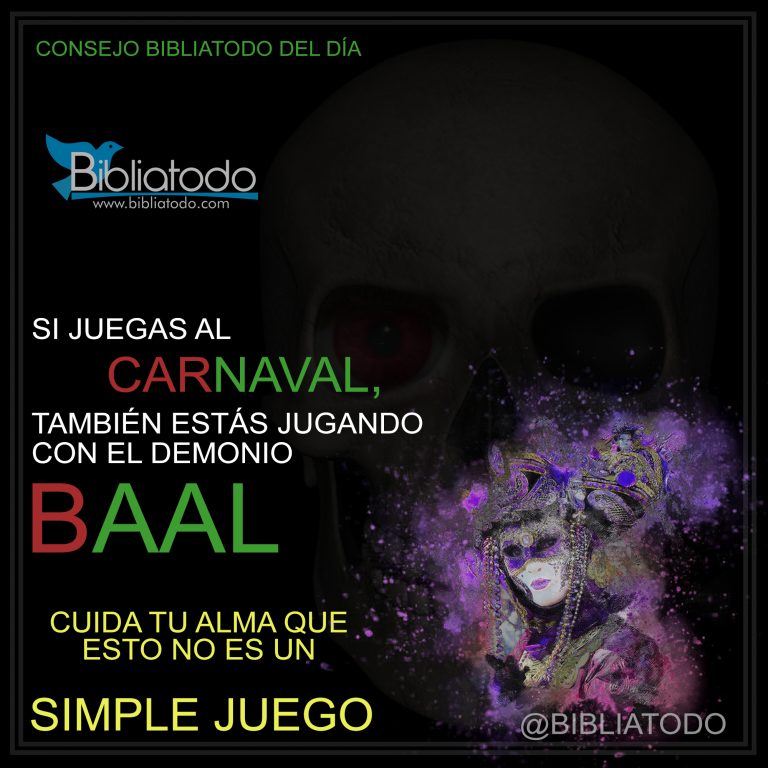 CONSEJO BIBLIATODO DEL DÍA
Bibliatodo
www.bibliatodo.com
SI JUEGAS AL
CARNAVAL,
TAMBIÉN ESTÁS JUGANDO
CON EL DEMONIO
BAAL
CUIDA TU ALMA QUE
ESTO NO ES UN
SIMPLE JUEGO
@BIBLIATODO